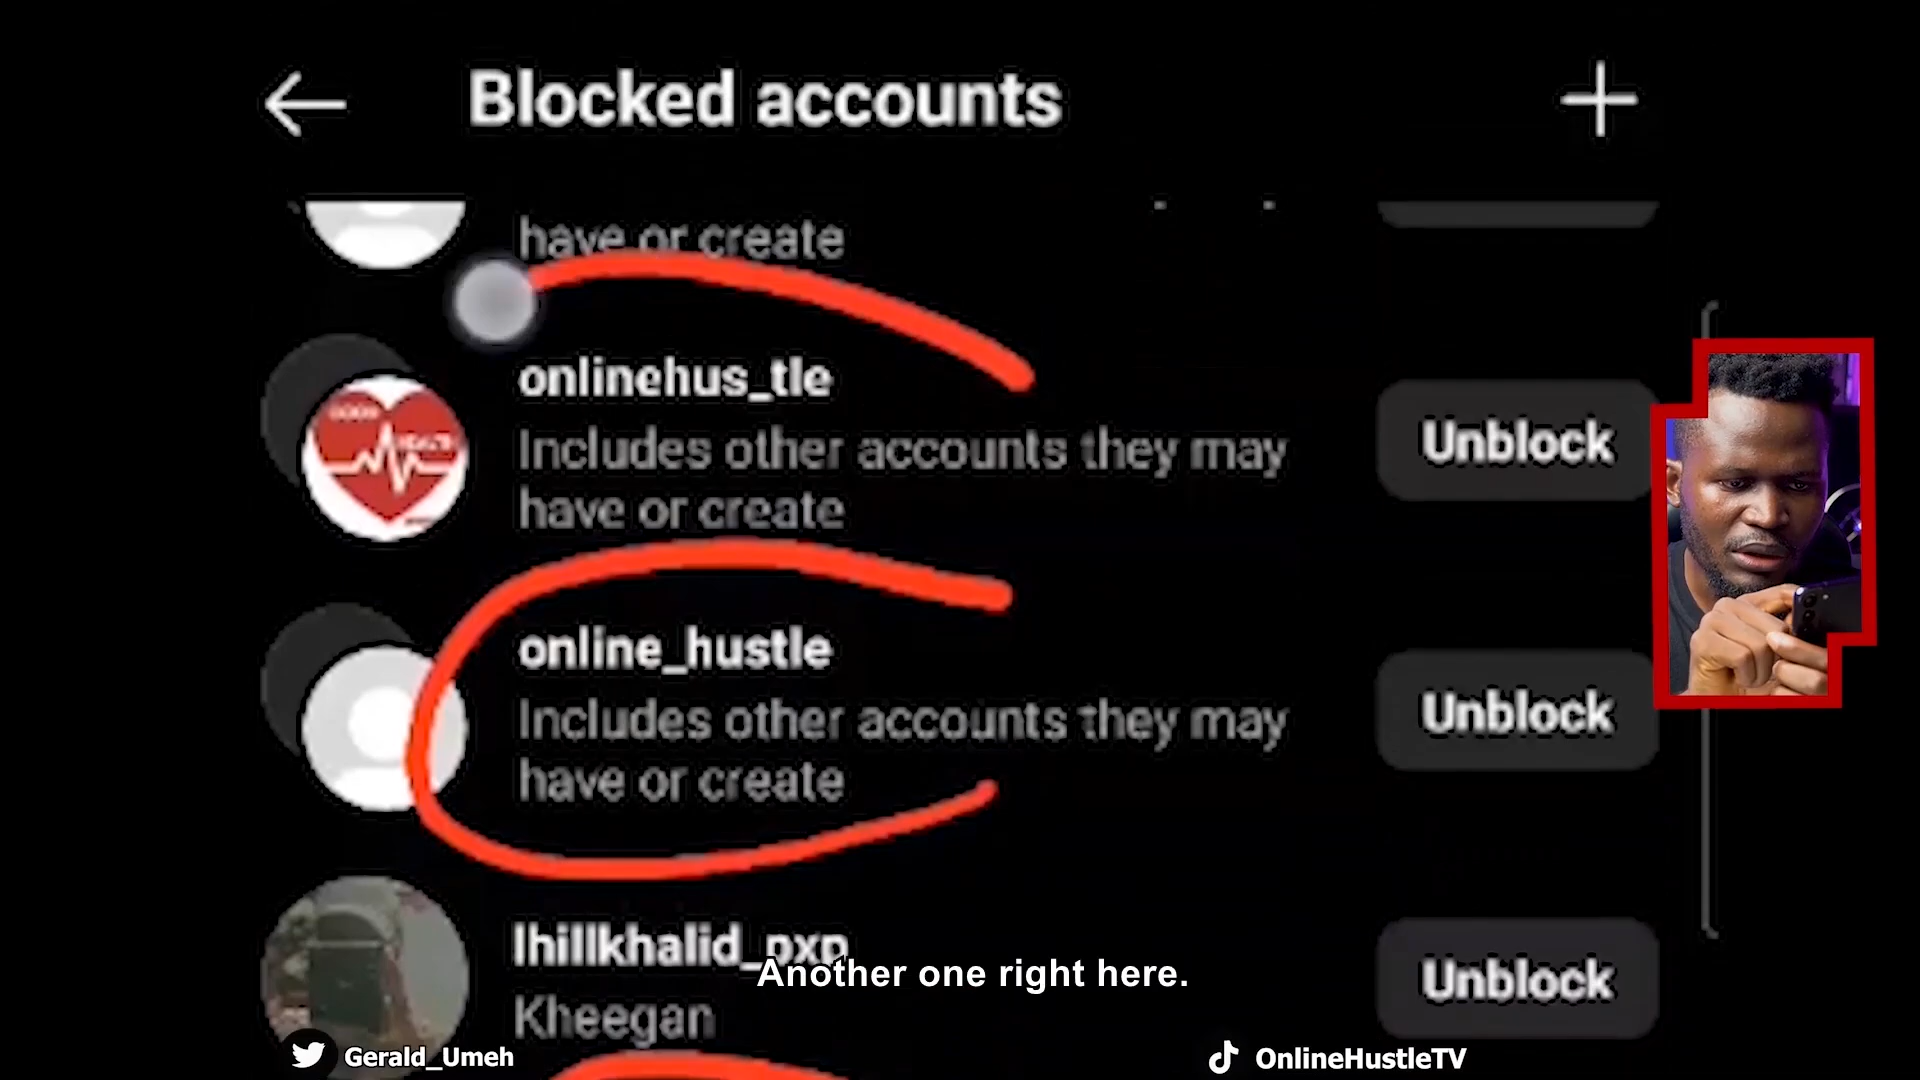 Blocked accounts
have or create
onlinehus_tle
Includes other accounts they may
have or create
Unblock
online_hustle
Includes other accounts they may
have or create
Unblock
lhillkhalid_pxp
Another one right here.
Kheegan
Unblock
Gerald_Umeh
OnlineHustleTV